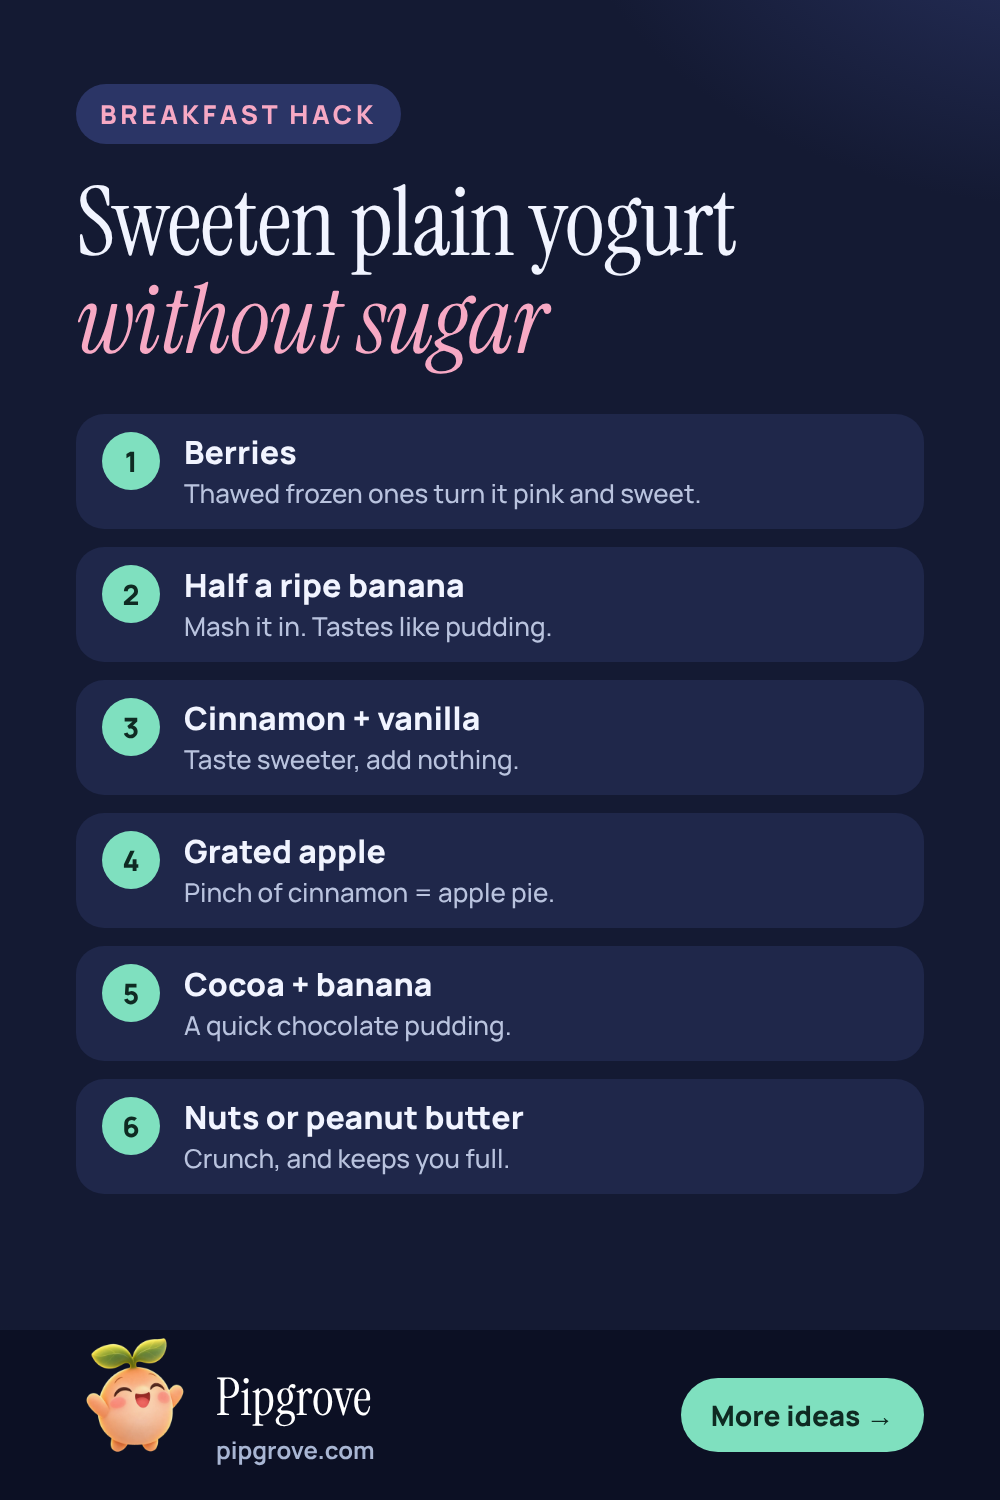 BREAKFAST HACK
Sweeten plain yogurt
without sugar
1
Berries
Thawed frozen ones turn it pink and sweet.
2
Half a ripe banana
Mash it in. Tastes like pudding.
3
Cinnamon + vanilla
Taste sweeter, add nothing.
4
Grated apple
Pinch of cinnamon = apple pie.
5
Cocoa + banana
A quick chocolate pudding.
6
Nuts or peanut butter
Crunch, and keeps you full.
Pipgrove
pipgrove.com
More ideas →